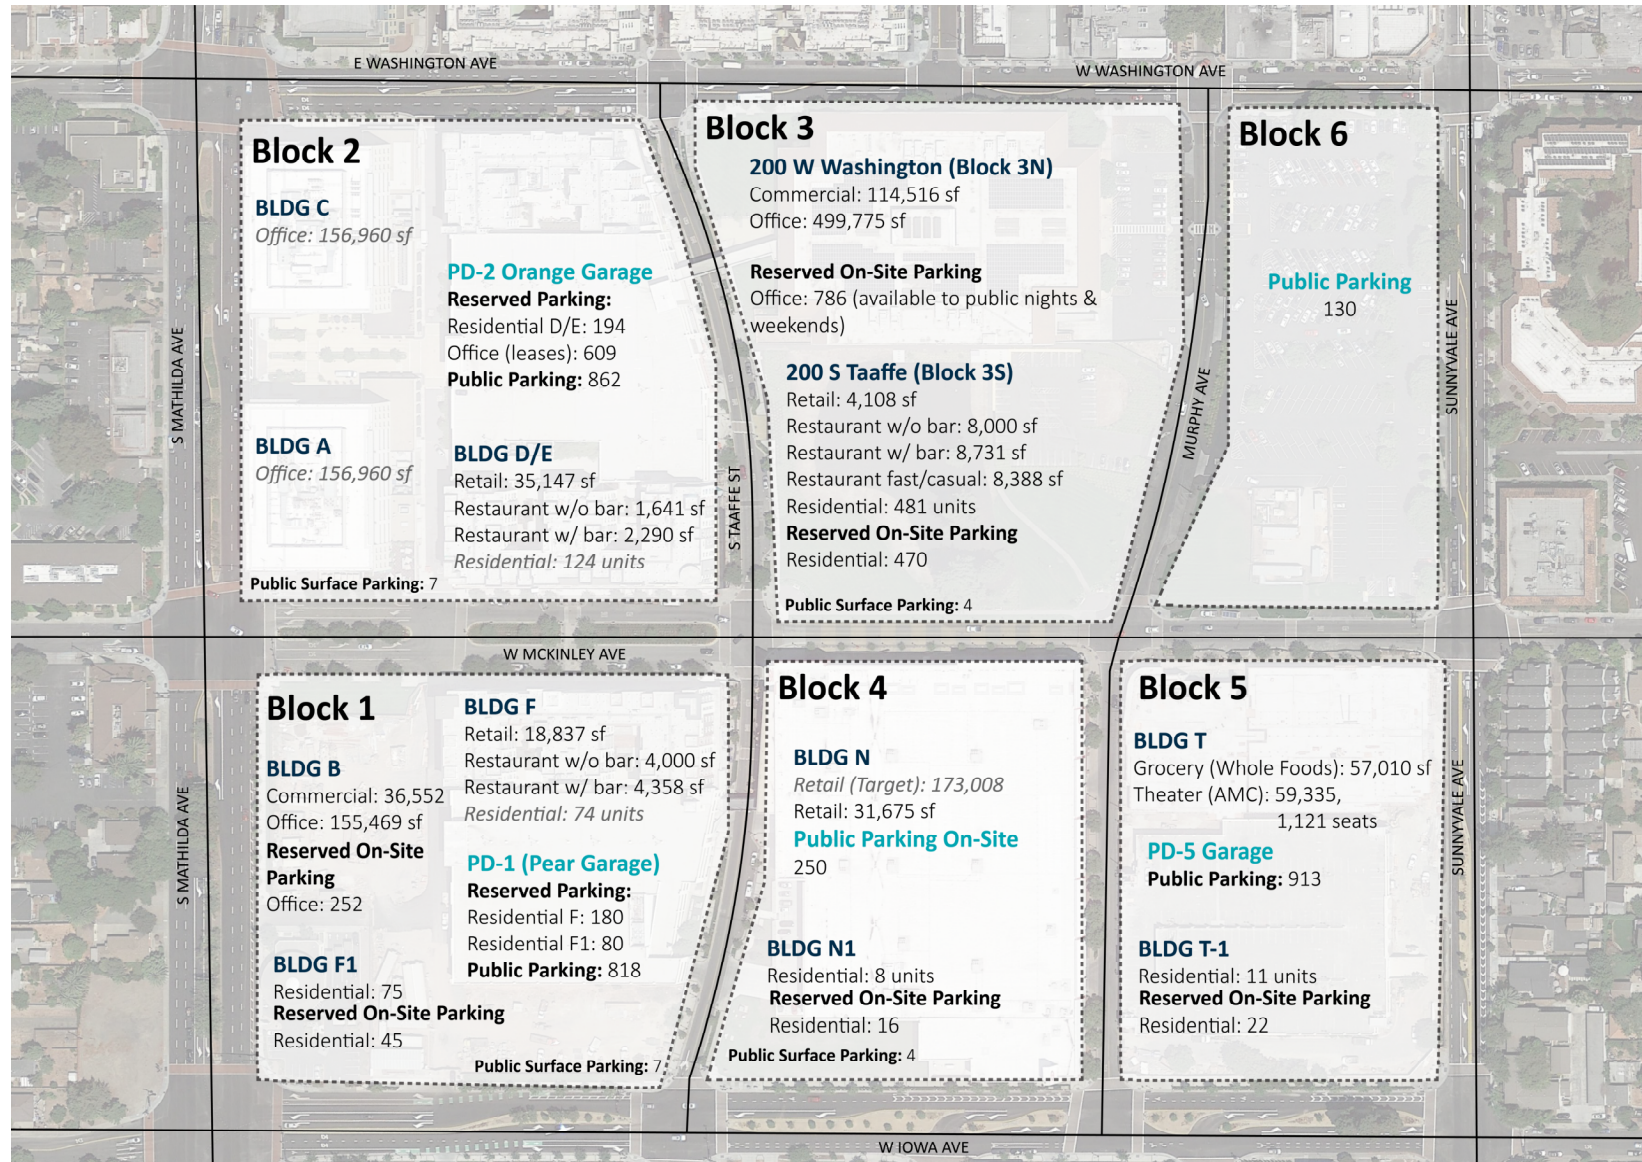 E WASHINGTON AVE
W WASHINGTON AVE
S MATHILDA AVE
Block 2
BLDG C
Office: 156,960 sf
PD-2 Orange Garage
Reserved Parking:
Residential D/E: 194
Office (leases): 609
Public Parking: 862
BLDG A
Office: 156,960 sf
BLDG D/E
Retail: 35,147 sf
Restaurant w/o bar: 1,641 sf
Restaurant w/ bar: 2,290 sf
Residential: 124 units
Public Surface Parking: 7
S TAAFFE ST
Block 3
200 W Washington (Block 3N)
Commercial: 114,516 sf
Office: 499,775 sf
Reserved On-Site Parking
Office: 786 (available to public nights &
weekends)
200 S Taaffe (Block 3S)
Retail: 4,108 sf
Restaurant w/o bar: 8,000 sf
Restaurant w/ bar: 8,731 sf
Restaurant fast/casual: 8,388 sf
Residential: 481 units
Reserved On-Site Parking
Residential: 470
Public Surface Parking: 4
MURPHY AVE
Block 6
Public Parking
130
SUNNYVALE AVE
W MCKINLEY AVE
S MATHILDA AVE
Block 1
BLDG B
Commercial: 36,552
Office: 155,469 sf
Reserved On-Site
Parking
Office: 252
BLDG F
Retail: 18,837 sf
Restaurant w/o bar: 4,000 sf
Restaurant w/ bar: 4,358 sf
Residential: 74 units
PD-1 (Pear Garage)
Reserved Parking:
Residential F: 180
Residential F1: 80
Public Parking: 818
BLDG F1
Residential: 75
Reserved On-Site Parking
Residential: 45
Public Surface Parking: 7
Block 4
BLDG N
Retail (Target): 173,008
Retail: 31,675 sf
Public Parking On-Site
250
BLDG N1
Residential: 8 units
Reserved On-Site Parking
Residential: 16
Public Surface Parking: 4
Block 5
BLDG T
Grocery (Whole Foods): 57,010 sf
Theater (AMC): 59,335,
1,121 seats
PD-5 Garage
Public Parking: 913
BLDG T-1
Residential: 11 units
Reserved On-Site Parking
Residential: 22
SUNNYVALE AVE
W IOWA AVE